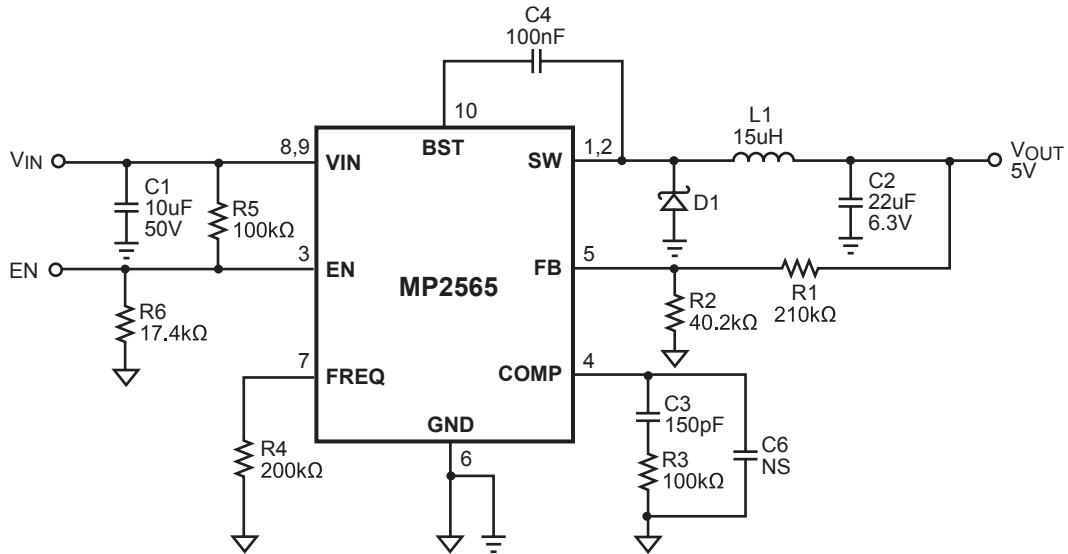 C4
100nF
10
L1
15uH
VIN
8,9
VIN
BST
SW
1,2
VOUT
5V
C1
10uF
50V
R5
100kΩ
D1
C2
22uF
6.3V
EN
3
EN
MP2565
FB
5
R1
210kΩ
R6
17.4kΩ
R2
40.2kΩ
7
FREQ
COMP
4
GND
6
R4
200kΩ
C3
150pF
R3
100kΩ
C6
NS